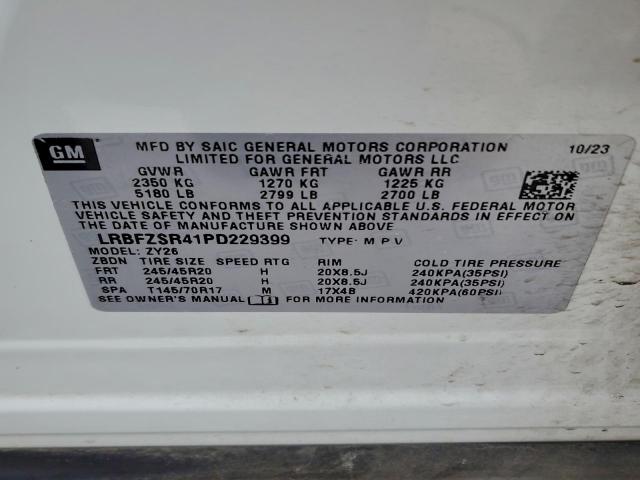 GM
MFD BY SAIC GENERAL MOTORS CORPORATION 10/23
LIMITED FOR GENERAL MOTORS LLC
GVWR GAWR FRT GAWR RR
2350 KG 1270 KG 1225 KG
5180 LB 2799 LB 2700 LB
THIS VEHICLE CONFORMS TO ALL APPLICABLE U.S. FEDERAL MOTOR
VEHICLE SAFETY AND THEFT PREVENTION STANDARDS IN EFFECT ON
THE DATE OF MANUFACTURE SHOWN ABOVE
LRBFZSR41PD229399 TYPE: M P V
MODEL: ZY26
ZBDN TIRE SIZE SPEED RTG RIM COLD TIRE PRESSURE
FRT 245/45R20 H 20X8.5J 240KPA(35PSI)
RR 245/45R20 H 20X8.5J 240KPA(35PSI)
SPA T145/70R17 M 17X4B 420KPA(60PSI)
SEE OWNER'S MANUAL FOR MORE INFORMATION